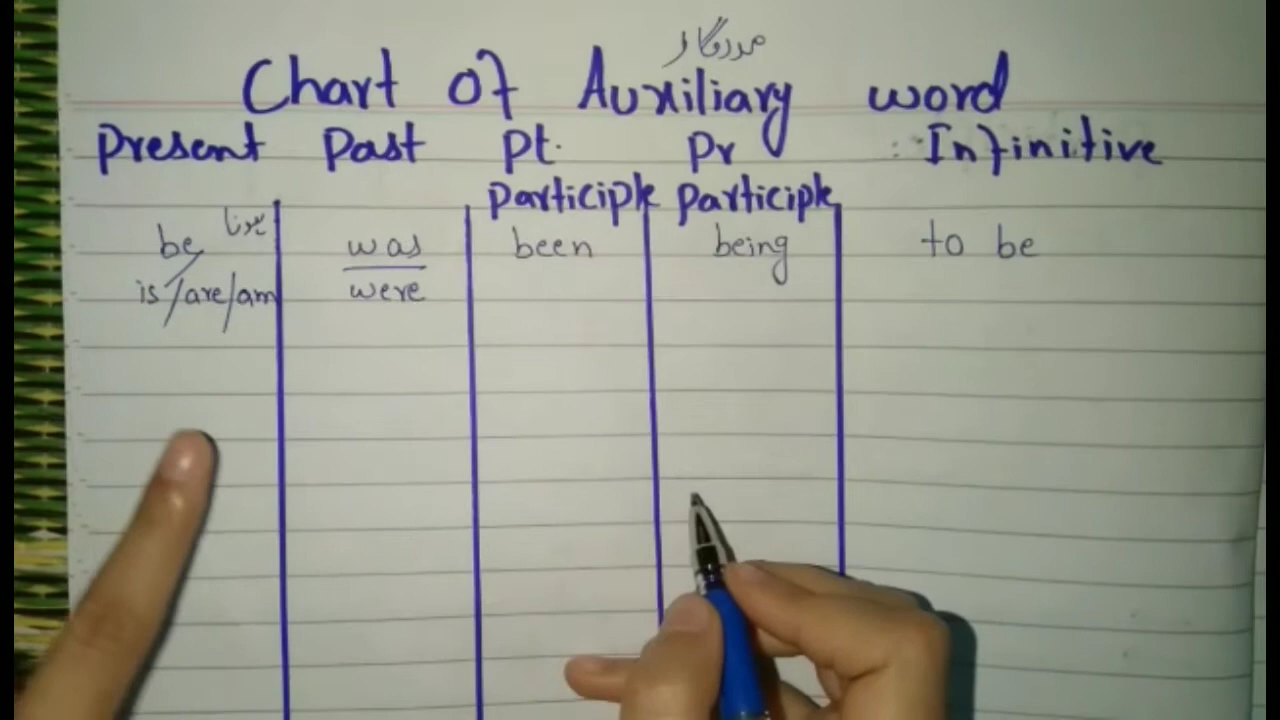 مددگار
Chart of Auxiliary word
Present Past Pt. Pr : Infinitive
Participle Participle
be ہونا was been being to be
is/are/am were